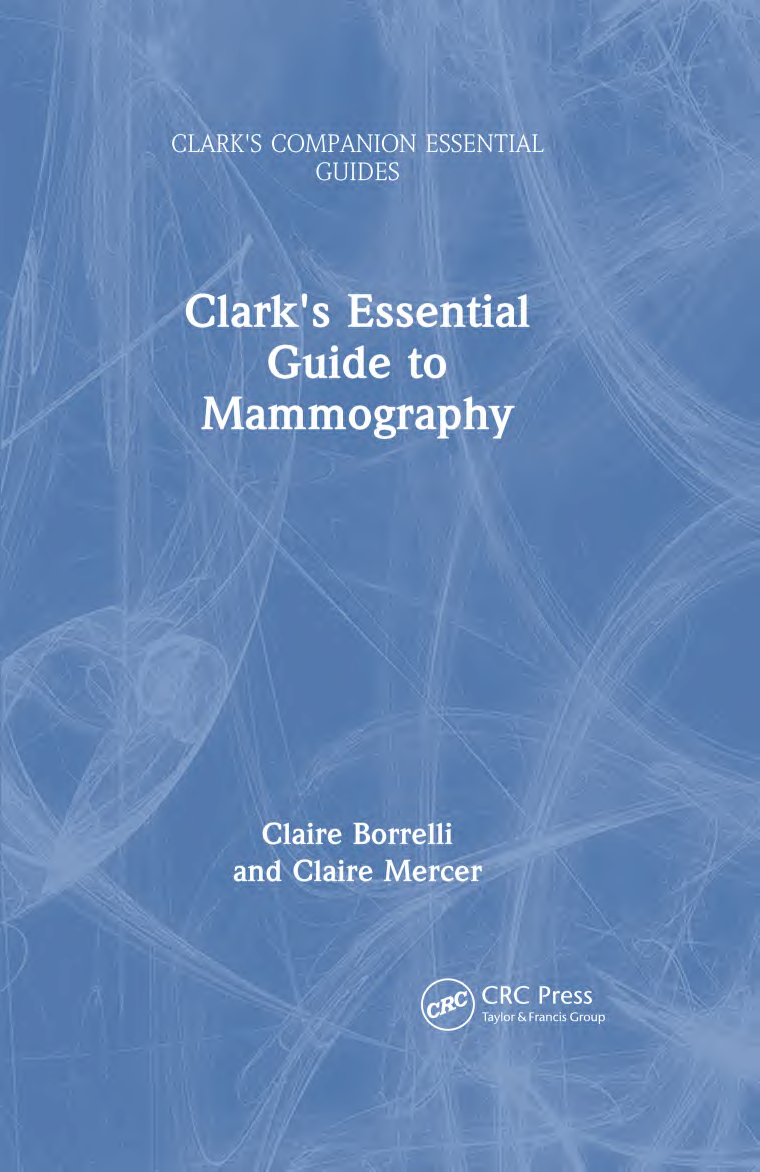 CLARK'S COMPANION ESSENTIAL
GUIDES
Clark's Essential
Guide to
Mammography
Claire Borrelli
and Claire Mercer
CRC
CRC Press
Taylor & Francis Group